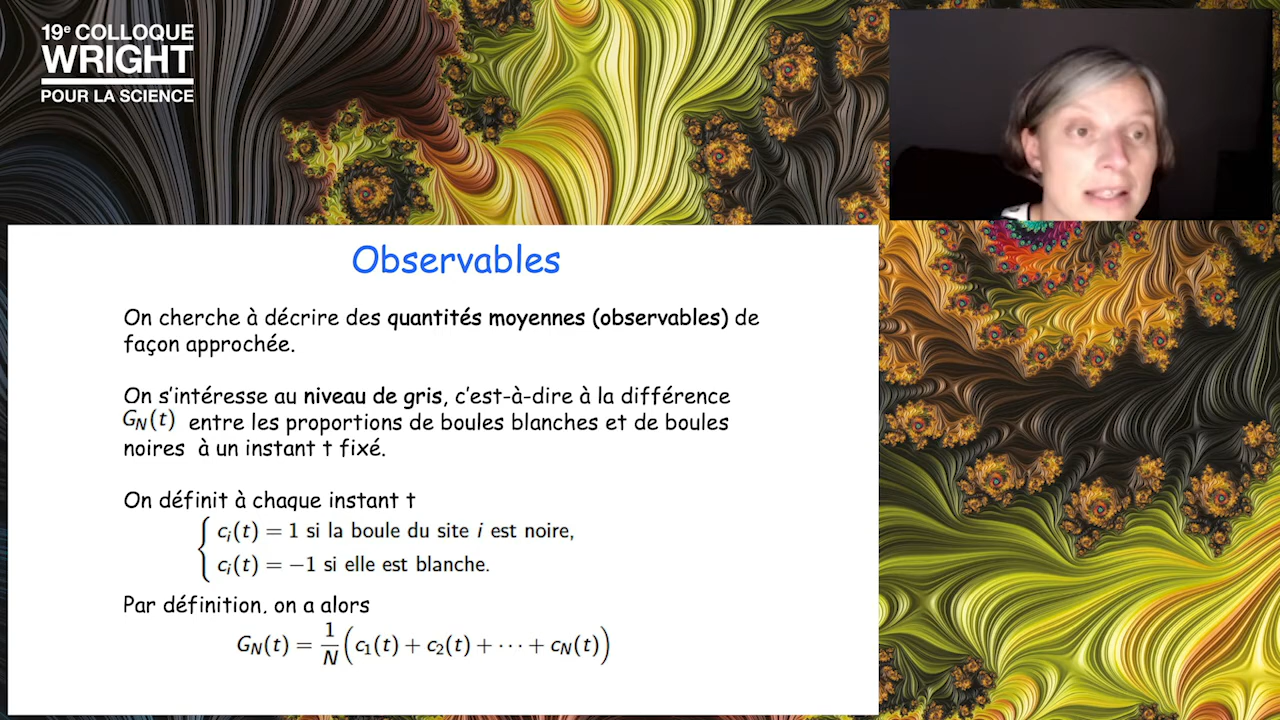 19e COLLOQUE
WRIGHT
POUR LA SCIENCE
Observables
On cherche à décrire des quantités moyennes (observables) de
façon approchée.
On s'intéresse au niveau de gris, c'est-à-dire à la différence
G_N(t) entre les proportions de boules blanches et de boules
noires à un instant t fixé.
On définit à chaque instant t
{ c_i(t) = 1 si la boule du site i est noire,
c_i(t) = −1 si elle est blanche.
Par définition, on a alors
G_N(t) = 1/N (c_1(t) + c_2(t) + ··· + c_N(t))